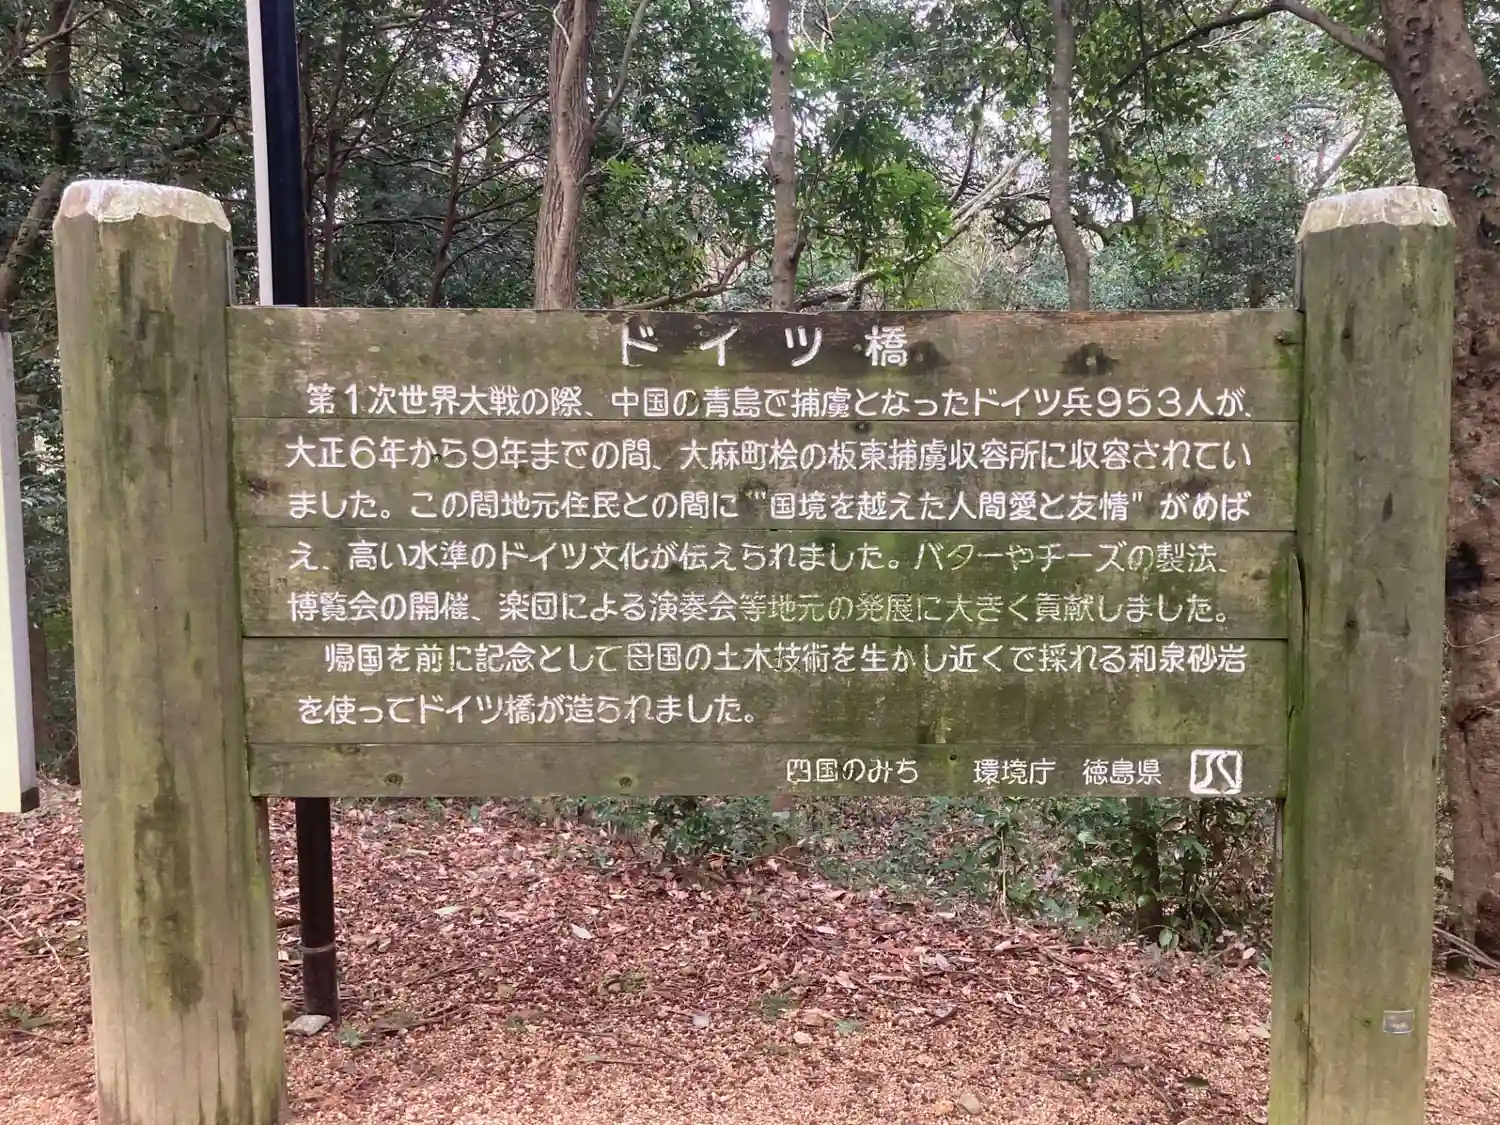 ドイツ橋
第1次世界大戦の際、中国の青島で捕虜となったドイツ兵953人が、
大正6年から9年までの間、大麻町桧の板東捕虜収容所に収容されてい
ました。この間地元住民との間に“国境を越えた人間愛と友情”がめば
え、高い水準のドイツ文化が伝えられました。バターやチーズの製法、
博覧会の開催、楽団による演奏会等地元の発展に大きく貢献しました。
帰国を前に記念として母国の土木技術を生かし近くで採れる和泉砂岩
を使ってドイツ橋が造られました。
四国のみち　環境庁　徳島県